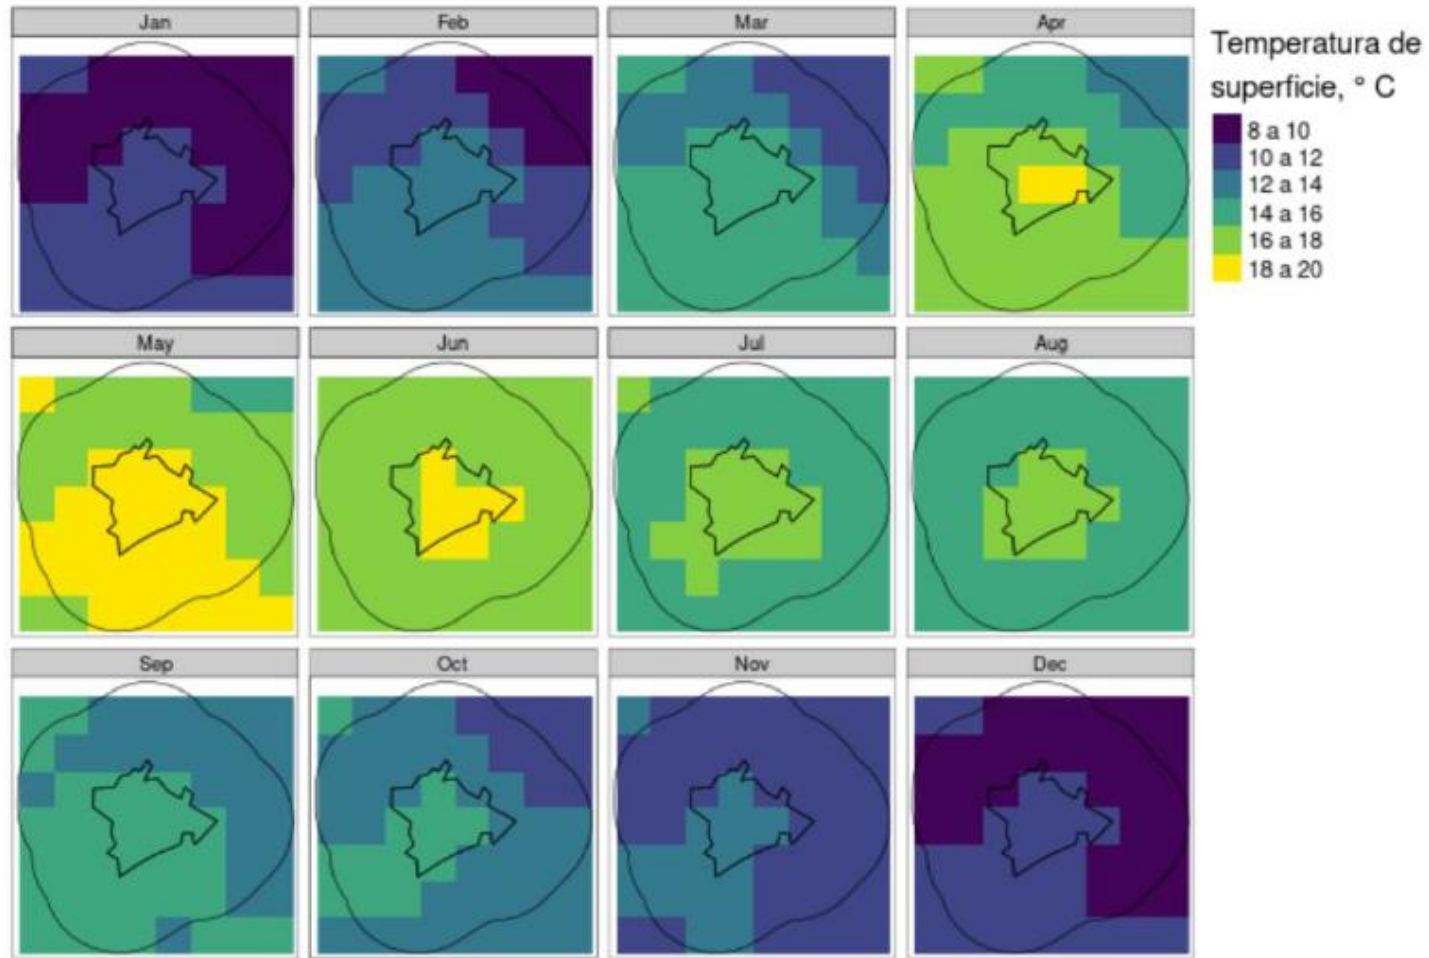 Jan
Feb
Mar
Apr
Temperatura de
superficie, ° C
8 a 10
10 a 12
12 a 14
14 a 16
16 a 18
18 a 20
May
Jun
Jul
Aug
Sep
Oct
Nov
Dec